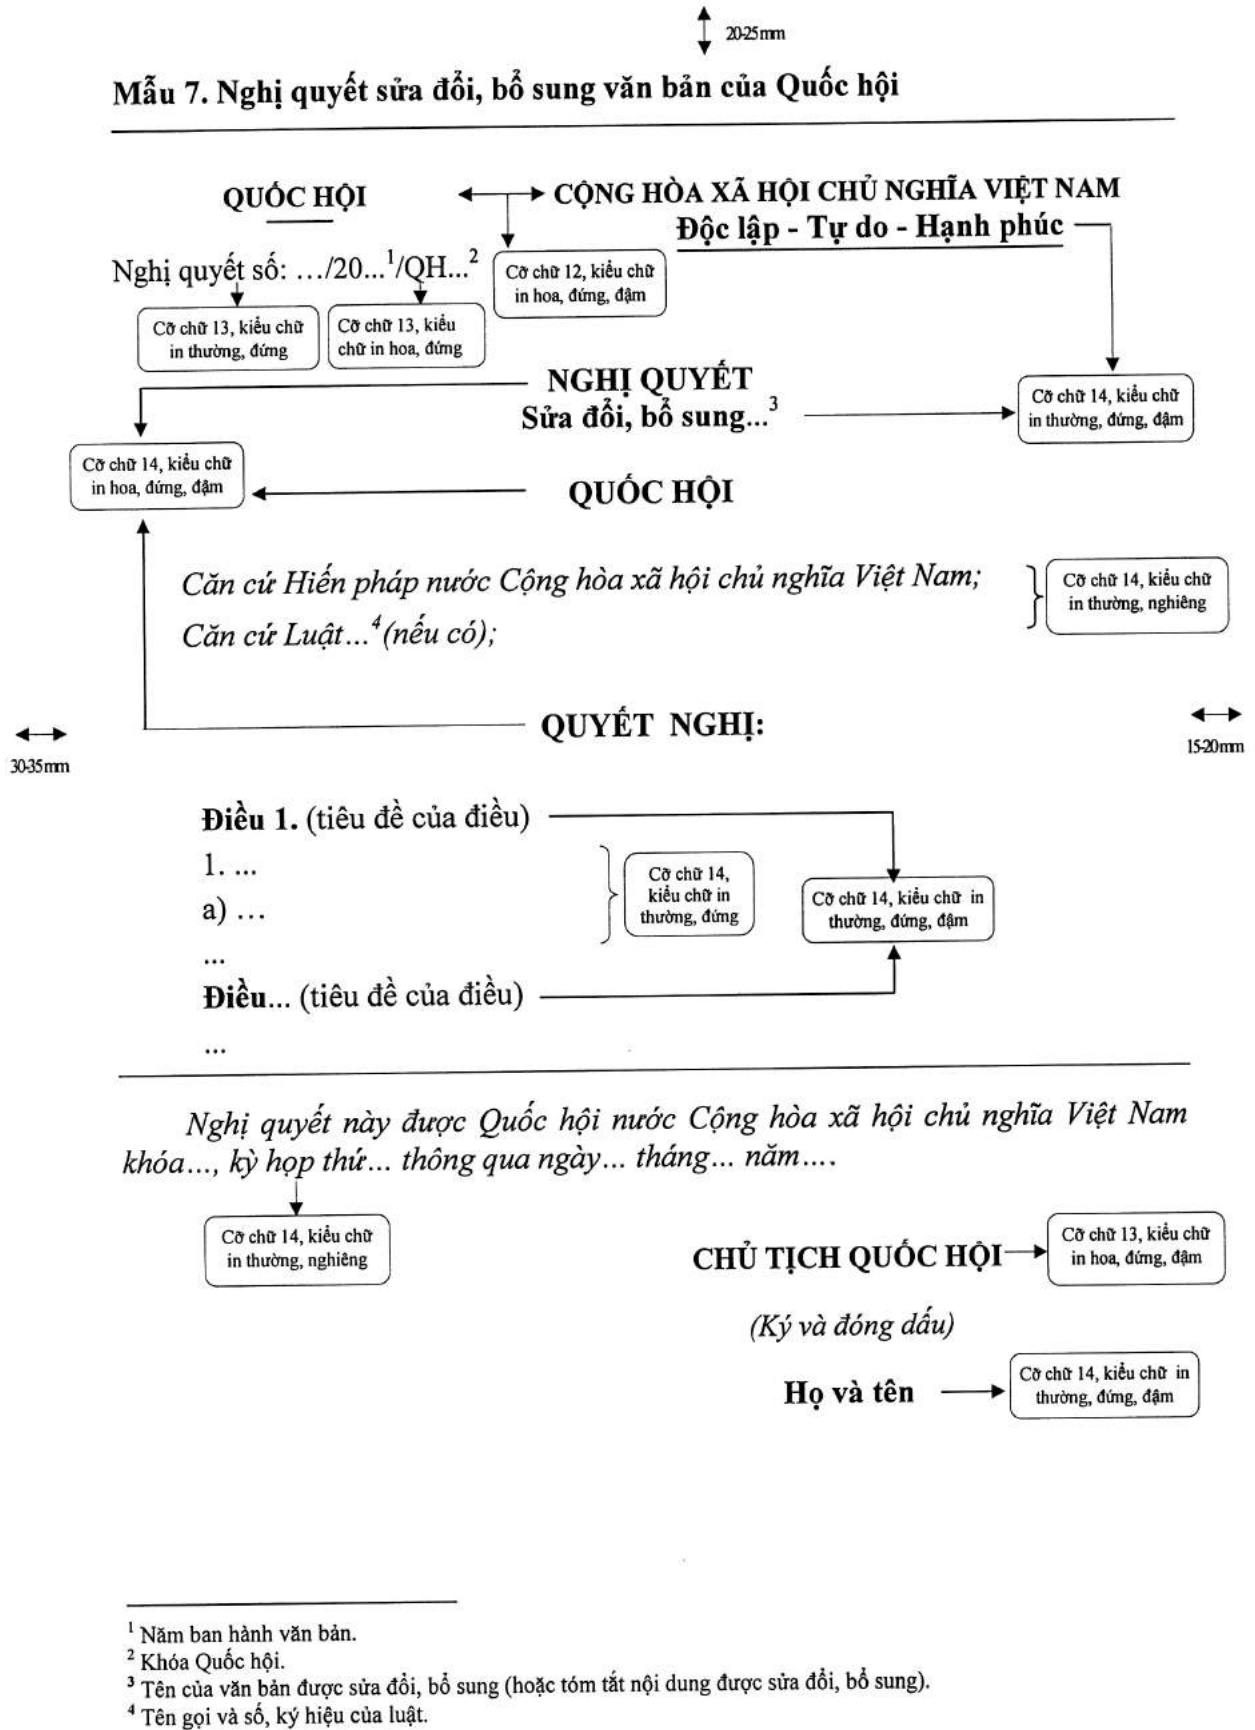 20-25mm
Mẫu 7. Nghị quyết sửa đổi, bổ sung văn bản của Quốc hội
QUỐC HỘI
CỘNG HÒA XÃ HỘI CHỦ NGHĨA VIỆT NAM
Độc lập - Tự do - Hạnh phúc
Nghị quyết số: …/20...¹/QH...²
Cỡ chữ 12, kiểu chữ
in hoa, đứng, đậm
Cỡ chữ 13, kiểu chữ
in thường, đứng
Cỡ chữ 13, kiểu
chữ in hoa, đứng
NGHỊ QUYẾT
Sửa đổi, bổ sung...³
Cỡ chữ 14, kiểu chữ
in thường, đứng, đậm
Cỡ chữ 14, kiểu chữ
in hoa, đứng, đậm
QUỐC HỘI
Căn cứ Hiến pháp nước Cộng hòa xã hội chủ nghĩa Việt Nam;
Căn cứ Luật...⁴ (nếu có);
Cỡ chữ 14, kiểu chữ
in thường, nghiêng
QUYẾT NGHỊ:
30-35mm
15-20mm
Điều 1. (tiêu đề của điều)
1. ...
a) ...
...
Cỡ chữ 14,
kiểu chữ in
thường, đứng
Cỡ chữ 14, kiểu chữ in
thường, đứng, đậm
Điều... (tiêu đề của điều)
...
Nghị quyết này được Quốc hội nước Cộng hòa xã hội chủ nghĩa Việt Nam
khóa..., kỳ họp thứ... thông qua ngày... tháng... năm....
Cỡ chữ 14, kiểu chữ
in thường, nghiêng
CHỦ TỊCH QUỐC HỘI
Cỡ chữ 13, kiểu chữ
in hoa, đứng, đậm
(Ký và đóng dấu)
Họ và tên
Cỡ chữ 14, kiểu chữ in
thường, đứng, đậm
¹ Năm ban hành văn bản.
² Khóa Quốc hội.
³ Tên của văn bản được sửa đổi, bổ sung (hoặc tóm tắt nội dung được sửa đổi, bổ sung).
⁴ Tên gọi và số, ký hiệu của luật.